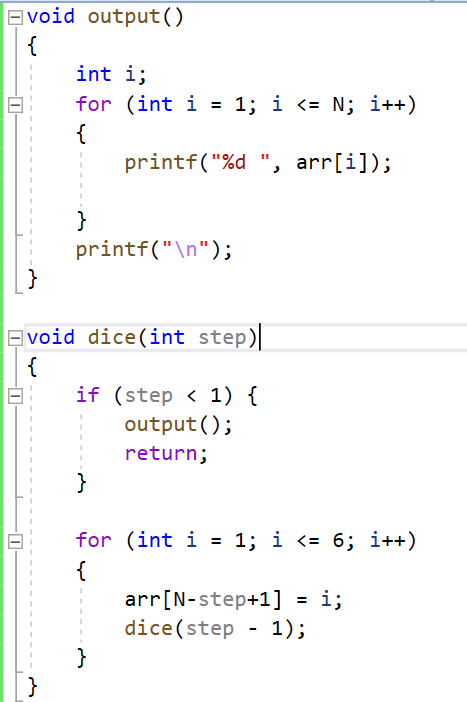 void output()
{
    int i;
    for (int i = 1; i <= N; i++)
    {
        printf("%d ", arr[i]);

    }
    printf("\n");
}

void dice(int step)
{
    if (step < 1) {
        output();
        return;
    }

    for (int i = 1; i <= 6; i++)
    {
        arr[N-step+1] = i;
        dice(step - 1);
    }
}